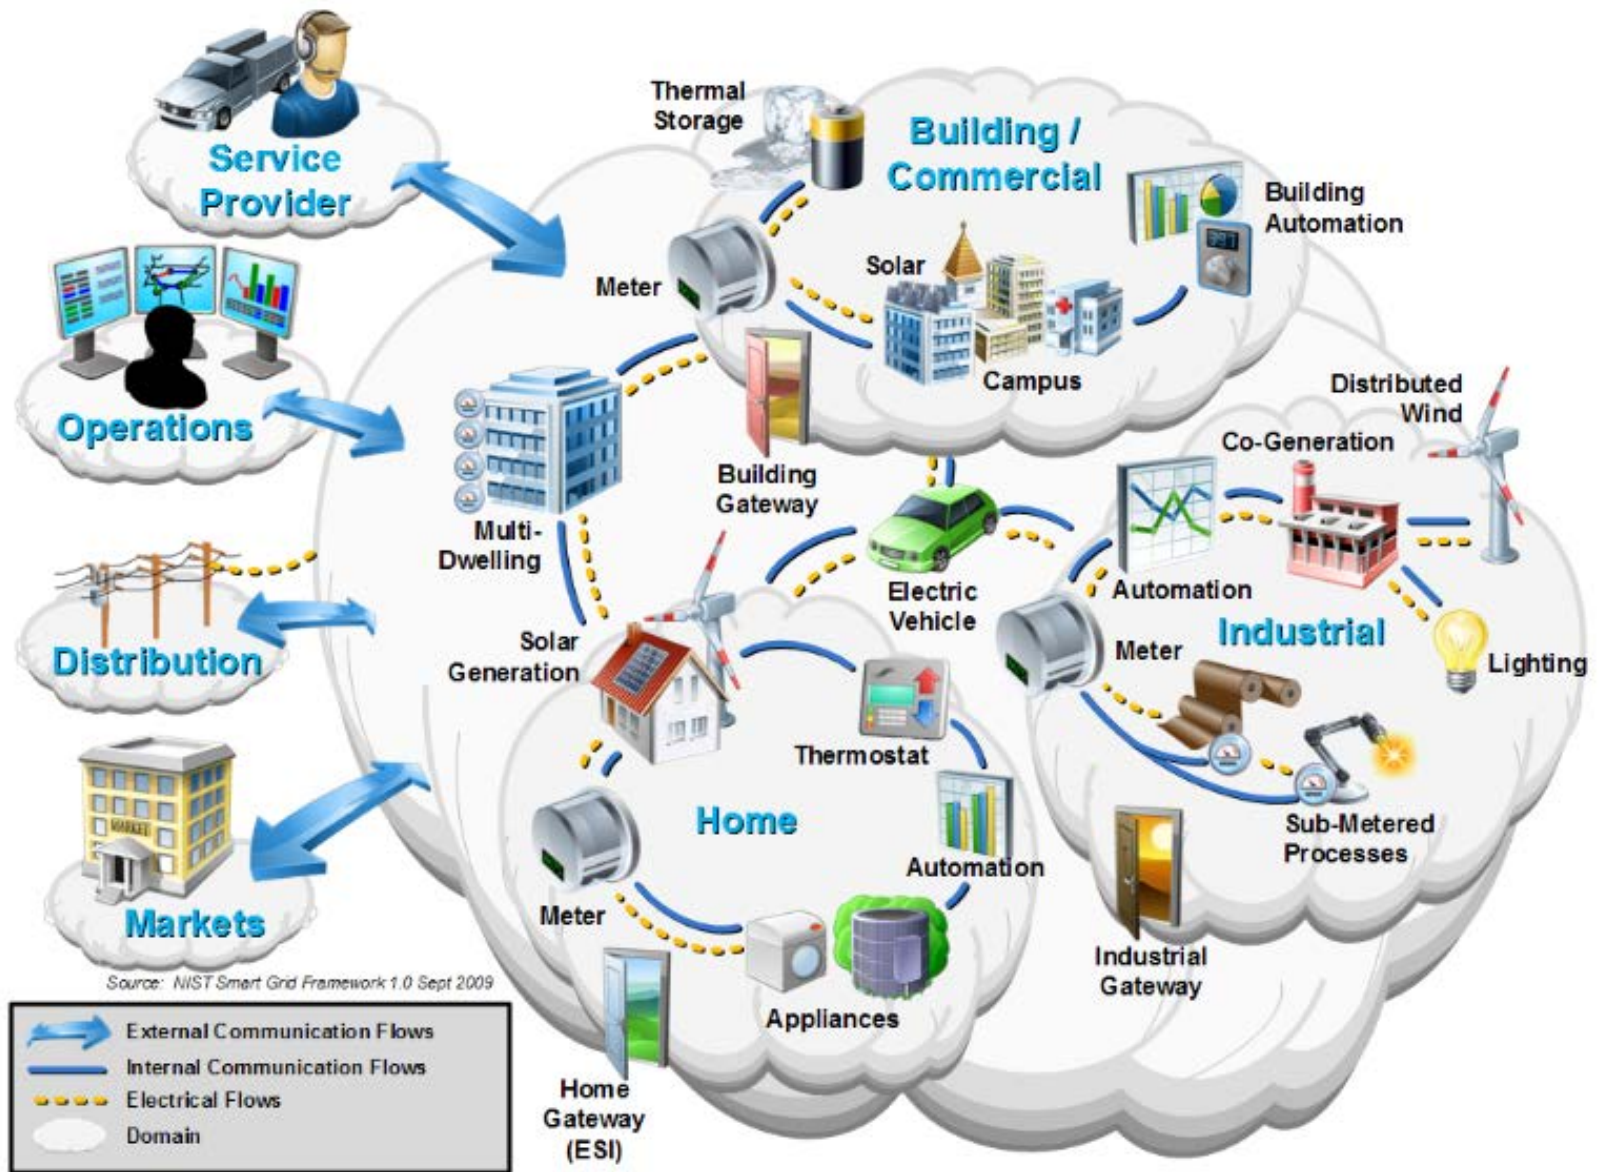 Service
Provider
Operations
Distribution
MARKET
Markets
Source: NIST Smart Grid Framework 1.0 Sept 2009
External Communication Flows
Internal Communication Flows
Electrical Flows
Domain
Building /
Commercial
Thermal
Storage
Building
Automation
Meter
Solar
Campus
Building
Gateway
Multi-
Dwelling
Electric
Vehicle
Distributed
Wind
Co-Generation
Automation
Industrial
Meter
Lighting
Sub-Metered
Processes
Industrial
Gateway
Solar
Generation
Thermostat
Home
Automation
Meter
Appliances
Home
Gateway
(ESI)